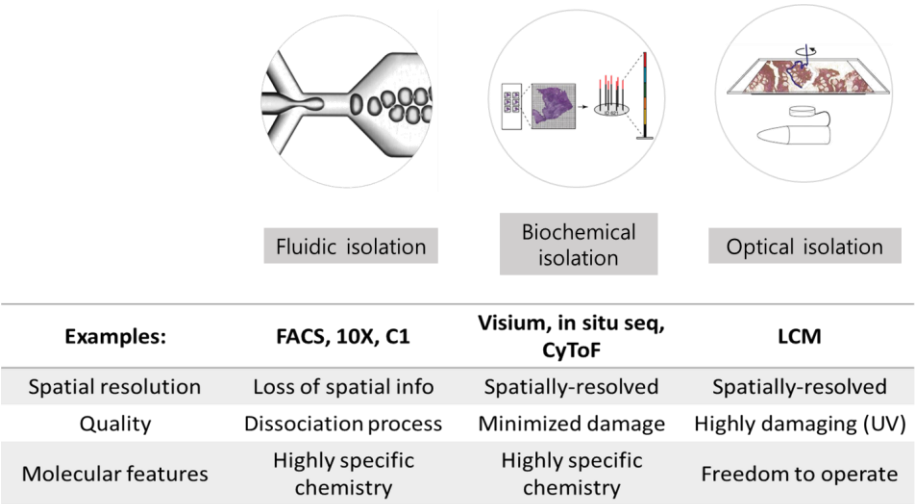 Fluidic isolation
Biochemical
isolation
Optical isolation
Examples:
FACS, 10X, C1
Visium, in situ seq,
CyToF
LCM
Spatial resolution
Loss of spatial info
Spatially-resolved
Spatially-resolved
Quality
Dissociation process
Minimized damage
Highly damaging (UV)
Molecular features
Highly specific
chemistry
Highly specific
chemistry
Freedom to operate